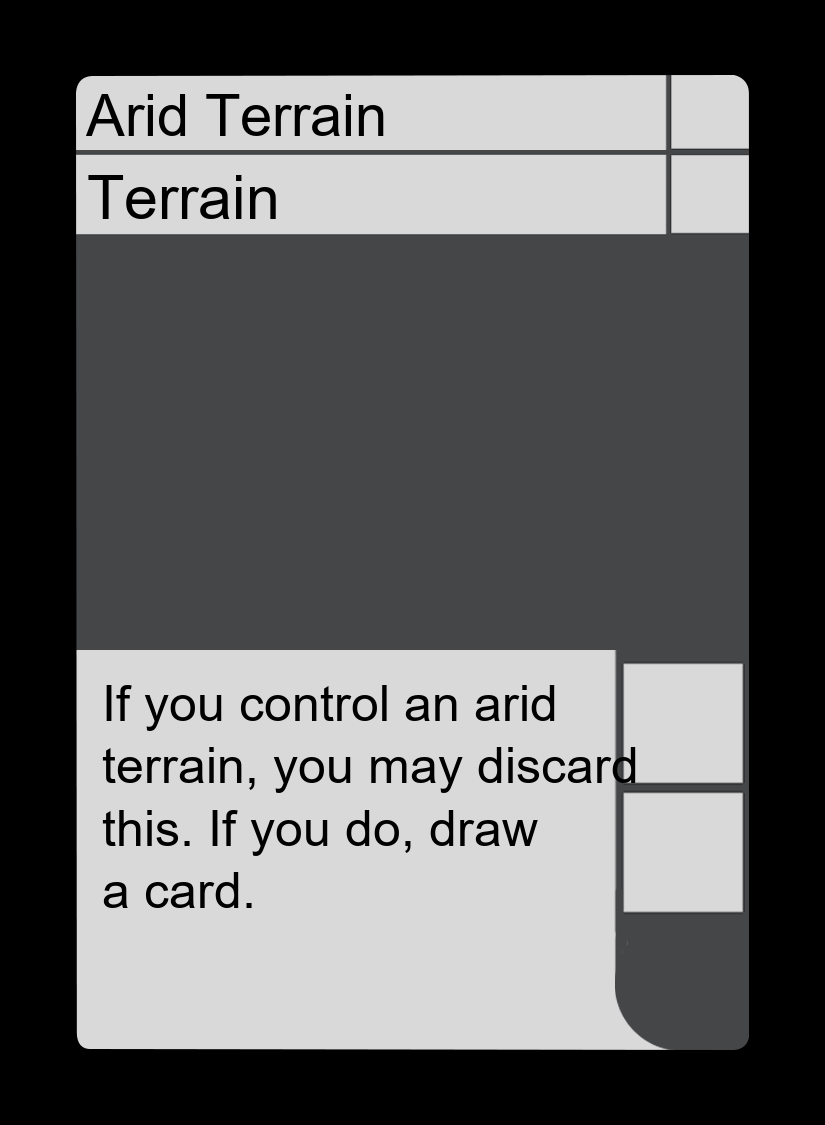 Arid Terrain
Terrain
If you control an arid
terrain, you may discard
this. If you do, draw
a card.